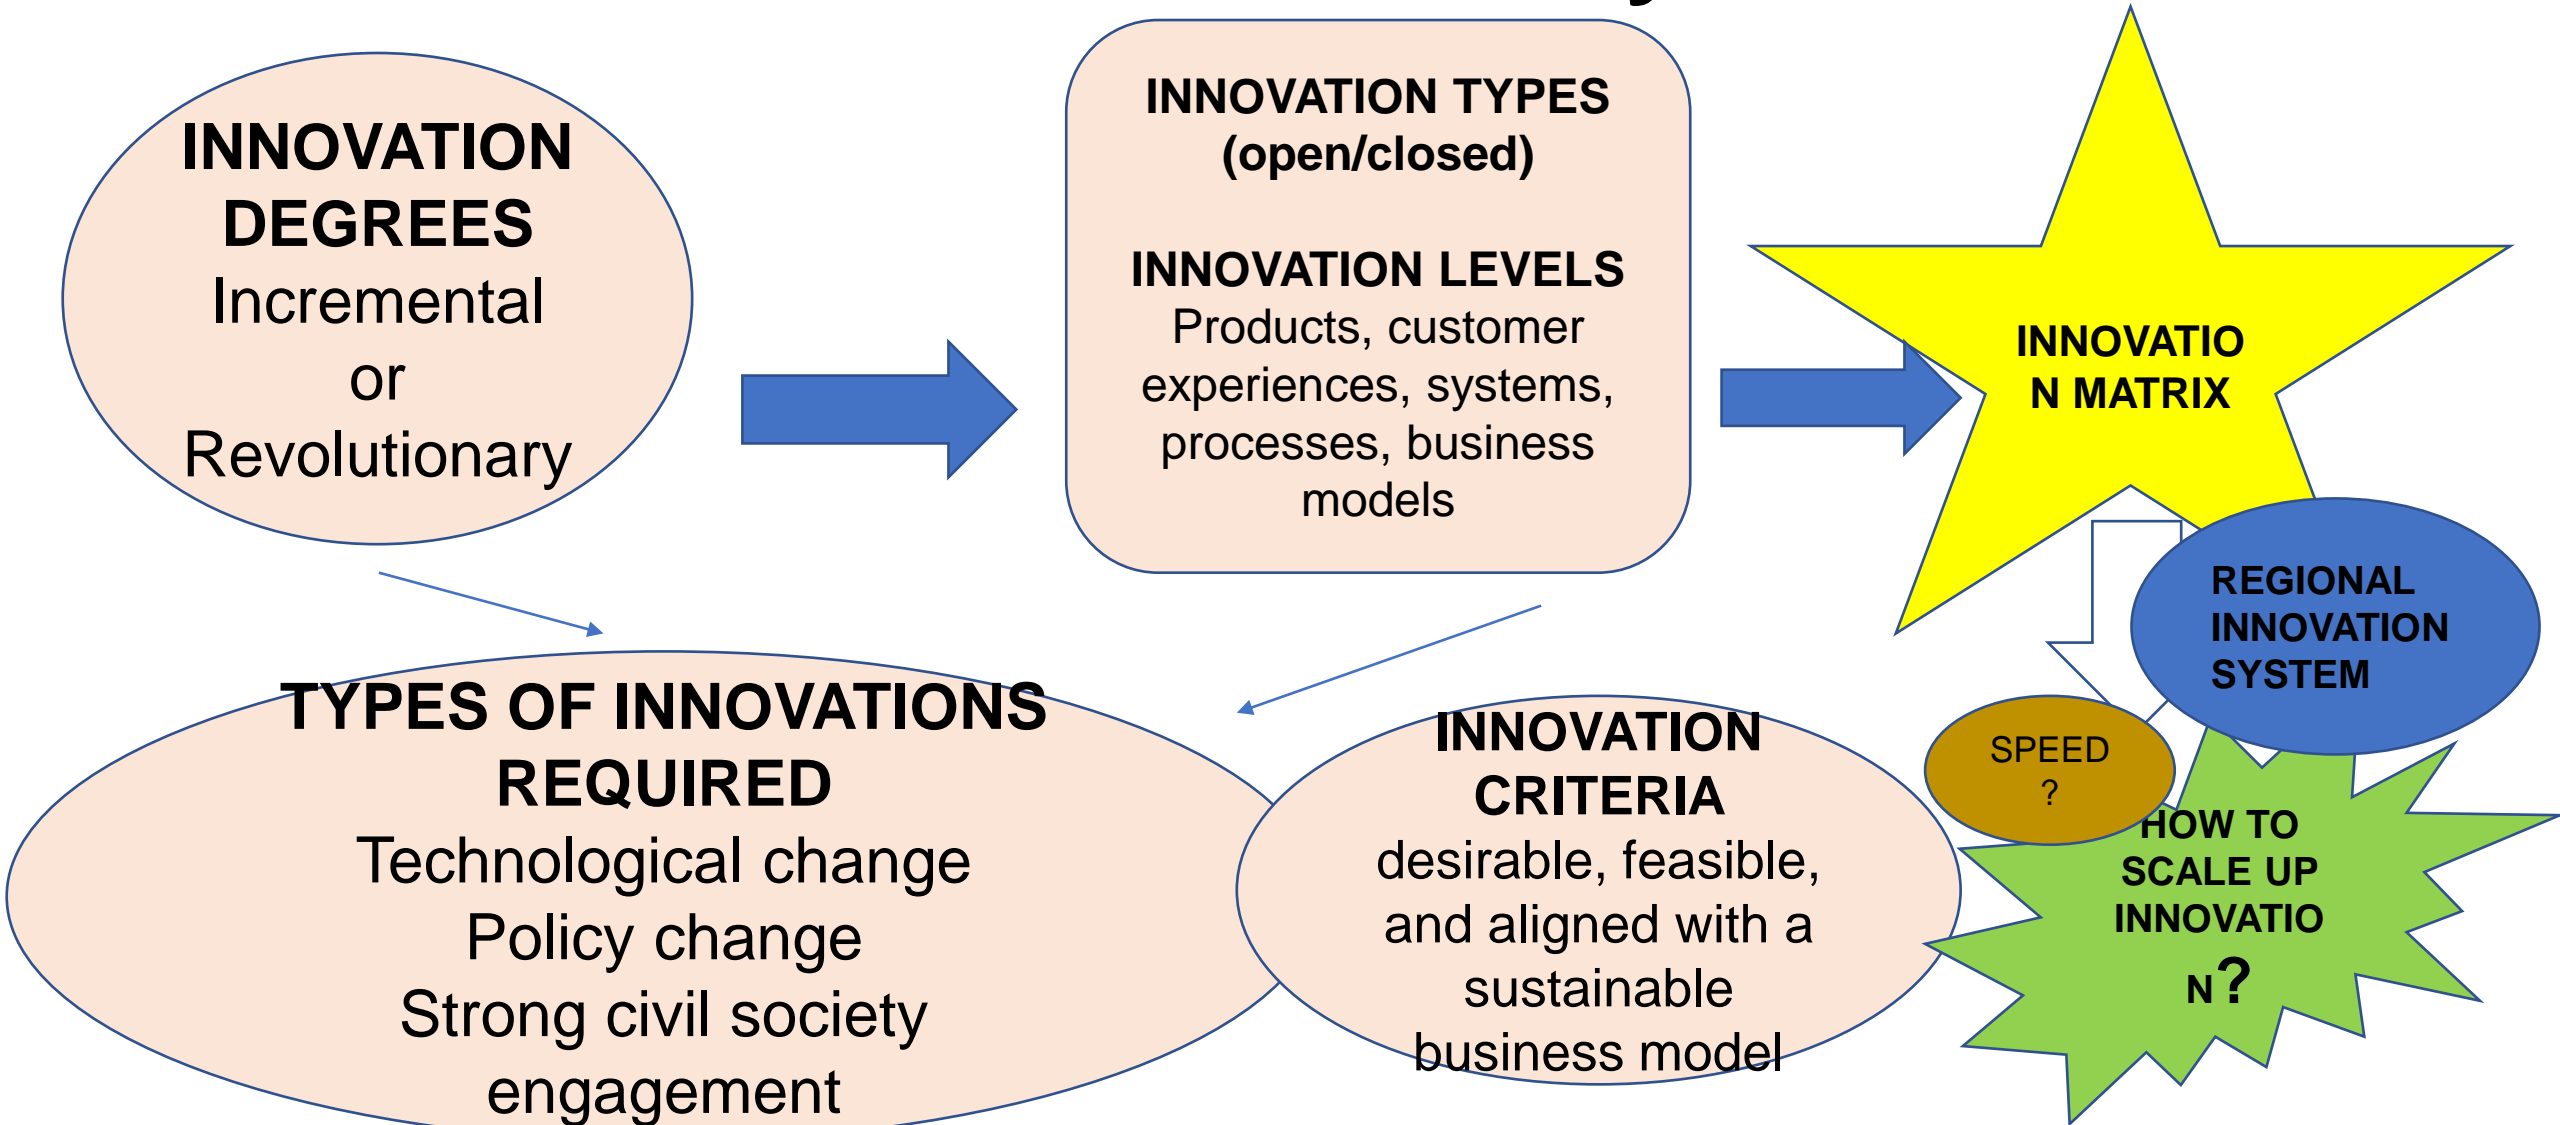 INNOVATION
DEGREES
Incremental
or
Revolutionary
INNOVATION TYPES
(open/closed)
INNOVATION LEVELS
Products, customer
experiences, systems,
processes, business
models
INNOVATIO
N MATRIX
REGIONAL
INNOVATION
SYSTEM
SPEED
?
HOW TO
SCALE UP
INNOVATIO
N?
TYPES OF INNOVATIONS
REQUIRED
Technological change
Policy change
Strong civil society
engagement
INNOVATION
CRITERIA
desirable, feasible,
and aligned with a
sustainable
business model